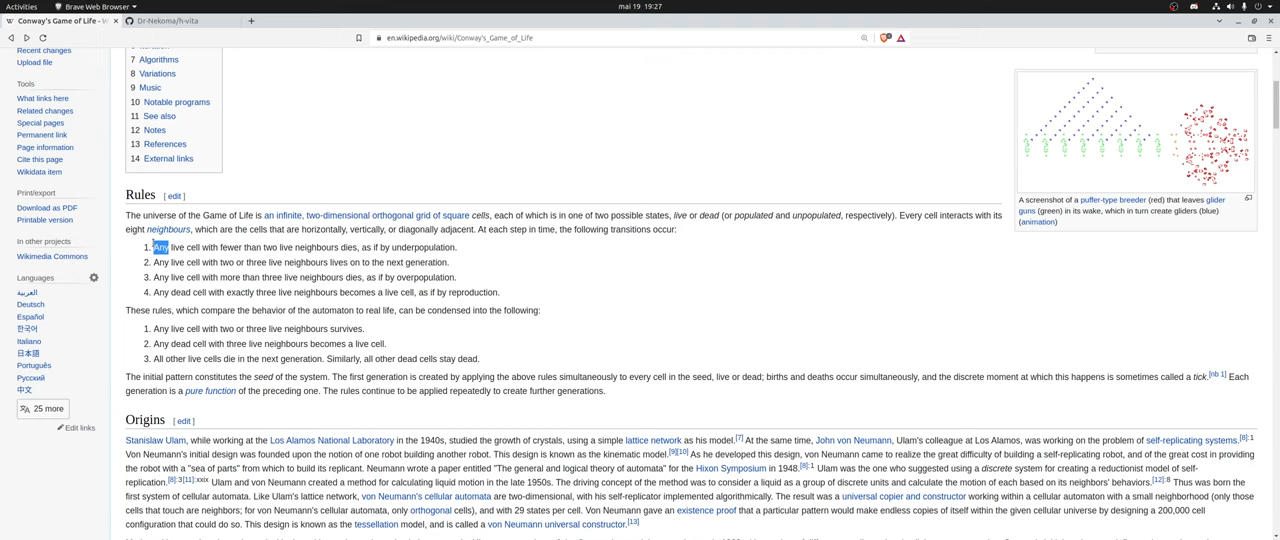 Activities
Brave Web Browser
mai 19 19:27
Conway's Game of Life - W
Dr-Nekoma/h-vita
en.wikipedia.org/wiki/Conway's_Game_of_Life
Recent changes
Upload file
Tools
What links here
Related changes
Special pages
Permanent link
Page information
Cite this page
Wikidata item
Print/export
Download as PDF
Printable version
In other projects
Wikimedia Commons
Languages
العربية
Deutsch
Español
한국어
Italiano
日本語
Português
Русский
中文
25 more
Edit links
7 Algorithms
8 Variations
9 Music
10 Notable programs
11 See also
12 Notes
13 References
14 External links
Rules [ edit ]
The universe of the Game of Life is an infinite, two-dimensional orthogonal grid of square cells, each of which is in one of two possible states, live or dead (or populated and unpopulated, respectively). Every cell interacts with its
eight neighbours, which are the cells that are horizontally, vertically, or diagonally adjacent. At each step in time, the following transitions occur:
1. Any live cell with fewer than two live neighbours dies, as if by underpopulation.
2. Any live cell with two or three live neighbours lives on to the next generation.
3. Any live cell with more than three live neighbours dies, as if by overpopulation.
4. Any dead cell with exactly three live neighbours becomes a live cell, as if by reproduction.
These rules, which compare the behavior of the automaton to real life, can be condensed into the following:
1. Any live cell with two or three live neighbours survives.
2. Any dead cell with three live neighbours becomes a live cell.
3. All other live cells die in the next generation. Similarly, all other dead cells stay dead.
The initial pattern constitutes the seed of the system. The first generation is created by applying the above rules simultaneously to every cell in the seed, live or dead; births and deaths occur simultaneously, and the discrete moment at which this happens is sometimes called a tick.[nb 1] Each
generation is a pure function of the preceding one. The rules continue to be applied repeatedly to create further generations.
A screenshot of a puffer-type breeder (red) that leaves glider
guns (green) in its wake, which in turn create gliders (blue)
(animation)
Origins [ edit ]
Stanislaw Ulam, while working at the Los Alamos National Laboratory in the 1940s, studied the growth of crystals, using a simple lattice network as his model.[7] At the same time, John von Neumann, Ulam's colleague at Los Alamos, was working on the problem of self-replicating systems.[8]:1
Von Neumann's initial design was founded upon the notion of one robot building another robot. This design is known as the kinematic model.[9][10] As he developed this design, von Neumann came to realize the great difficulty of building a self-replicating robot, and of the great cost in providing
the robot with a "sea of parts" from which to build its replicant. Neumann wrote a paper entitled "The general and logical theory of automata" for the Hixon Symposium in 1948.[8]:1 Ulam was the one who suggested using a discrete system for creating a reductionist model of self-
replication.[8]:3[11]:xxix Ulam and von Neumann created a method for calculating liquid motion in the late 1950s. The driving concept of the method was to consider a liquid as a group of discrete units and calculate the motion of each based on its neighbors' behaviors.[12]:8 Thus was born the
first system of cellular automata. Like Ulam's lattice network, von Neumann's cellular automata are two-dimensional, with his self-replicator implemented algorithmically. The result was a universal copier and constructor working within a cellular automaton with a small neighborhood (only those
cells that touch are neighbors; for von Neumann's cellular automata, only orthogonal cells), and with 29 states per cell. Von Neumann gave an existence proof that a particular pattern would make endless copies of itself within the given cellular universe by designing a 200,000 cell
configuration that could do so. This design is known as the tessellation model, and is called a von Neumann universal constructor.[13]